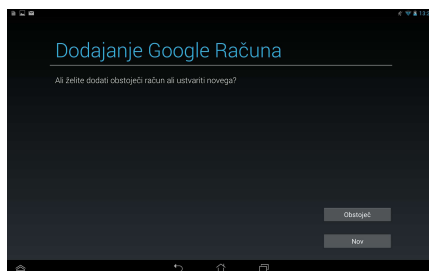 Dodajanje Google Računa
Ali želite dodati obstoječi račun ali ustvariti novega?
Obstoječ
Nov